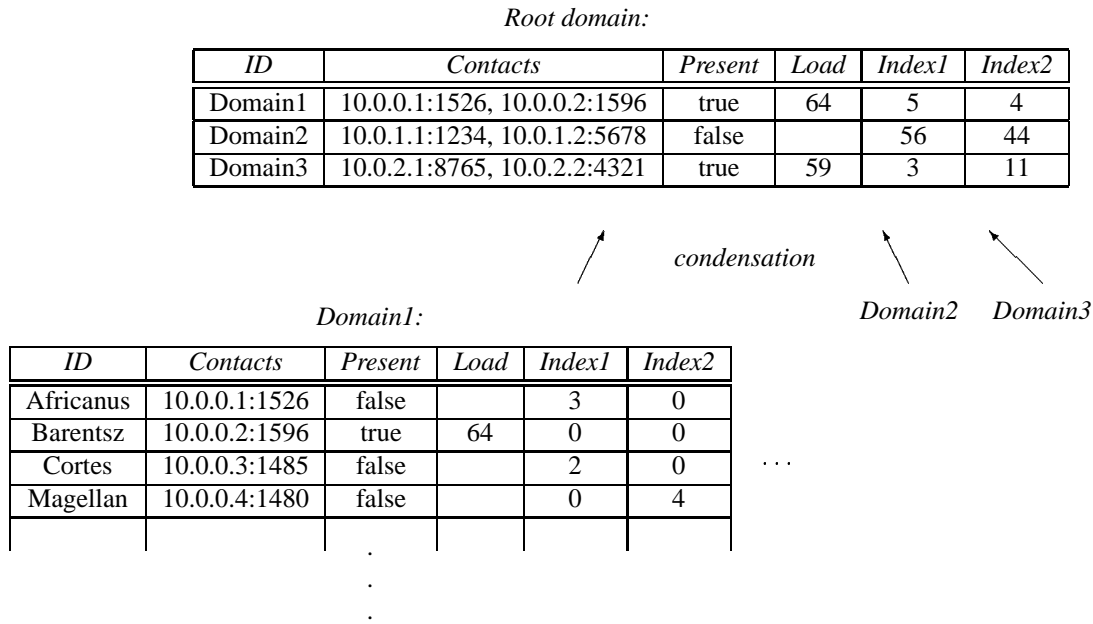 Root domain:
ID Contacts Present Load Index1 Index2
Domain1 10.0.0.1:1526, 10.0.0.2:1596 true 64 5 4
Domain2 10.0.1.1:1234, 10.0.1.2:5678 false 56 44
Domain3 10.0.2.1:8765, 10.0.2.2:4321 true 59 3 11
condensation
Domain2 Domain3
Domain1:
ID Contacts Present Load Index1 Index2
Africanus 10.0.0.1:1526 false 3 0
Barentsz 10.0.0.2:1596 true 64 0 0
Cortes 10.0.0.3:1485 false 2 0
. . .
Magellan 10.0.0.4:1480 false 0 4
.
.
.